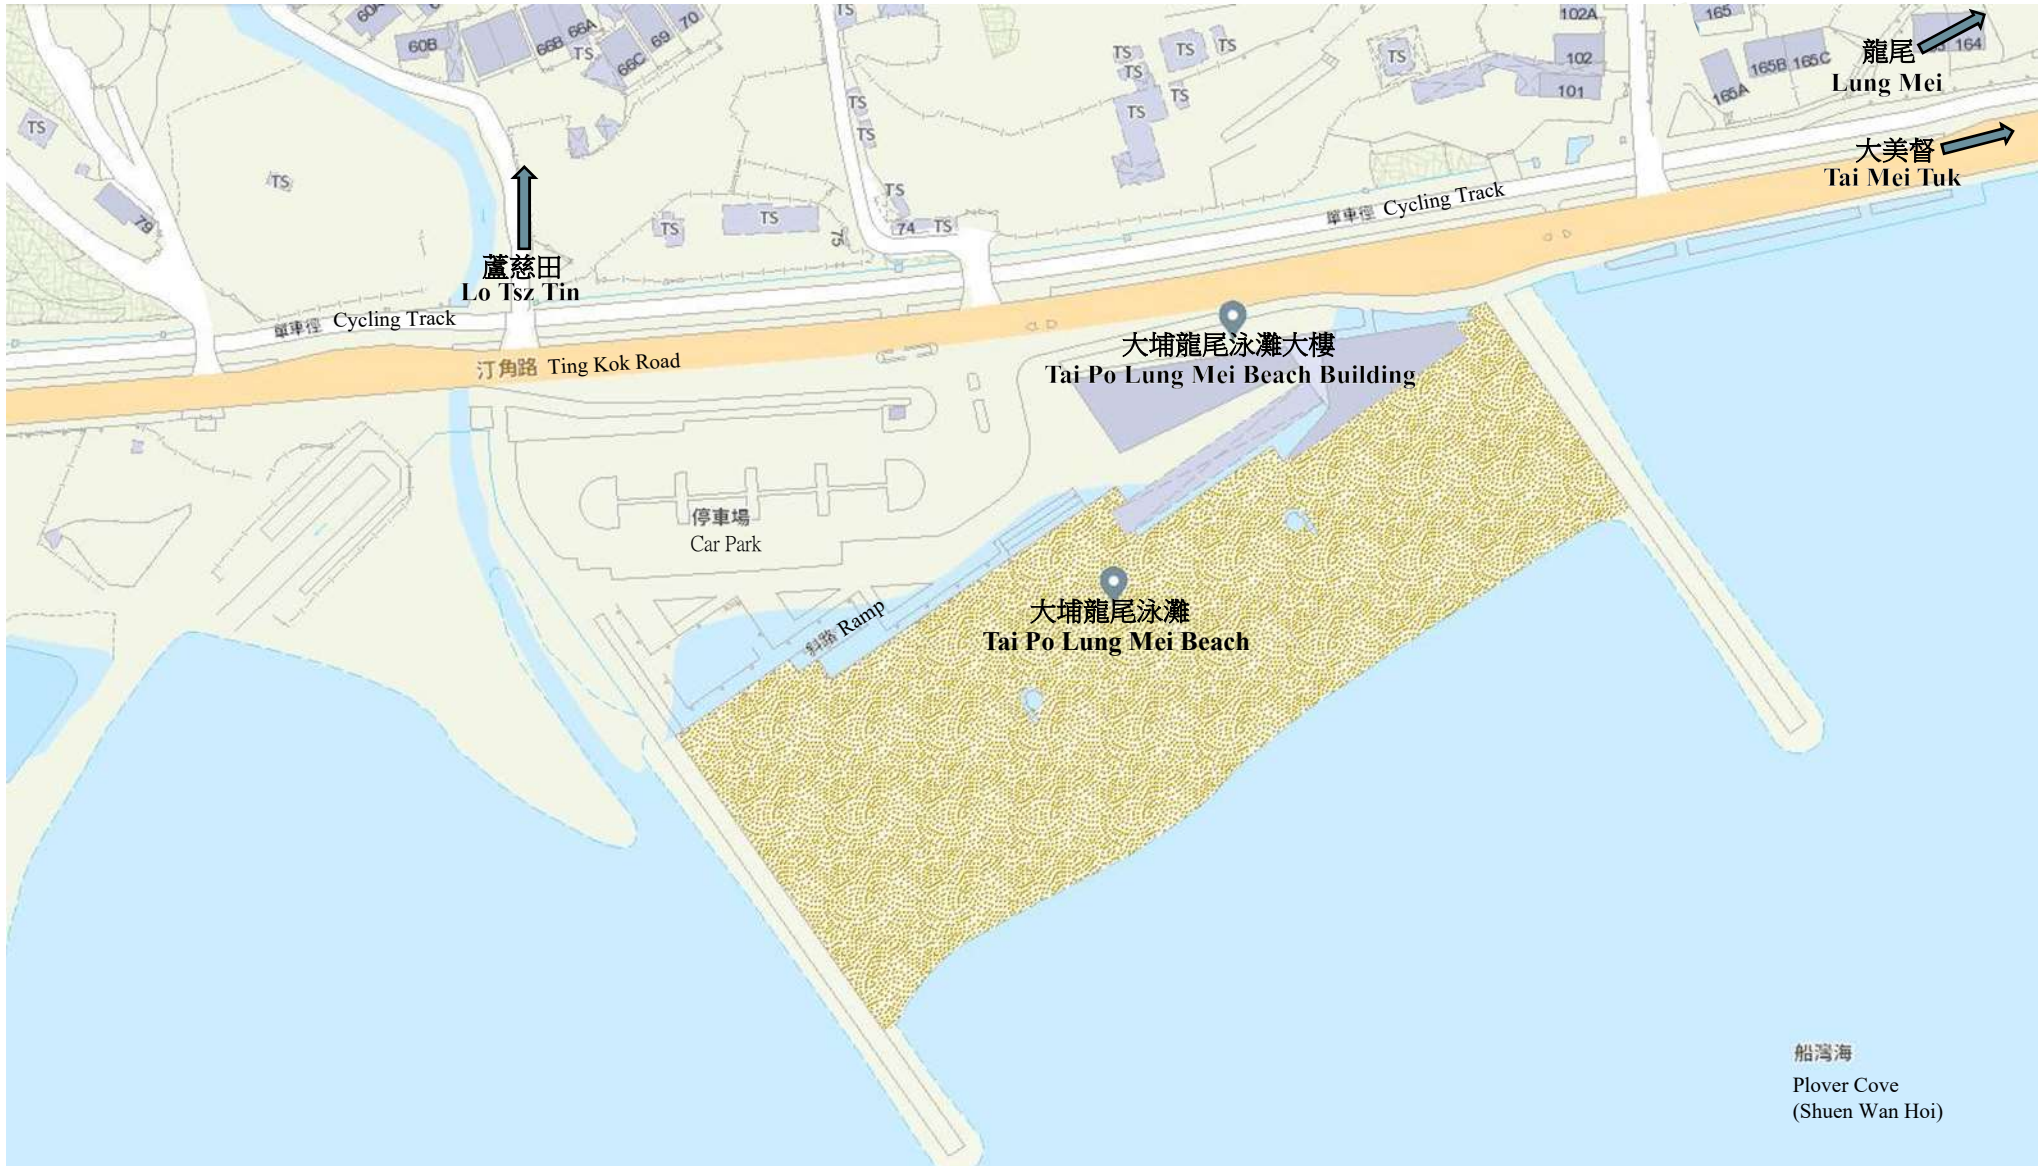 60A
60B
66B
66A
TS
66C
69
70
TS
TS
TS
TS
TS
TS
TS
TS
TS
TS
102A
102
101
165
164
165B
165C
165A
龍尾
Lung Mei
大美督
Tai Mei Tuk
TS
TS
79
TS
TS
TS
75
TS
74
TS
蘆慈田
Lo Tsz Tin
單車徑 Cycling Track
單車徑 Cycling Track
汀角路 Ting Kok Road
大埔龍尾泳灘大樓
Tai Po Lung Mei Beach Building
停車場
Car Park
斜路 Ramp
大埔龍尾泳灘
Tai Po Lung Mei Beach
船灣海
Plover Cove
(Shuen Wan Hoi)